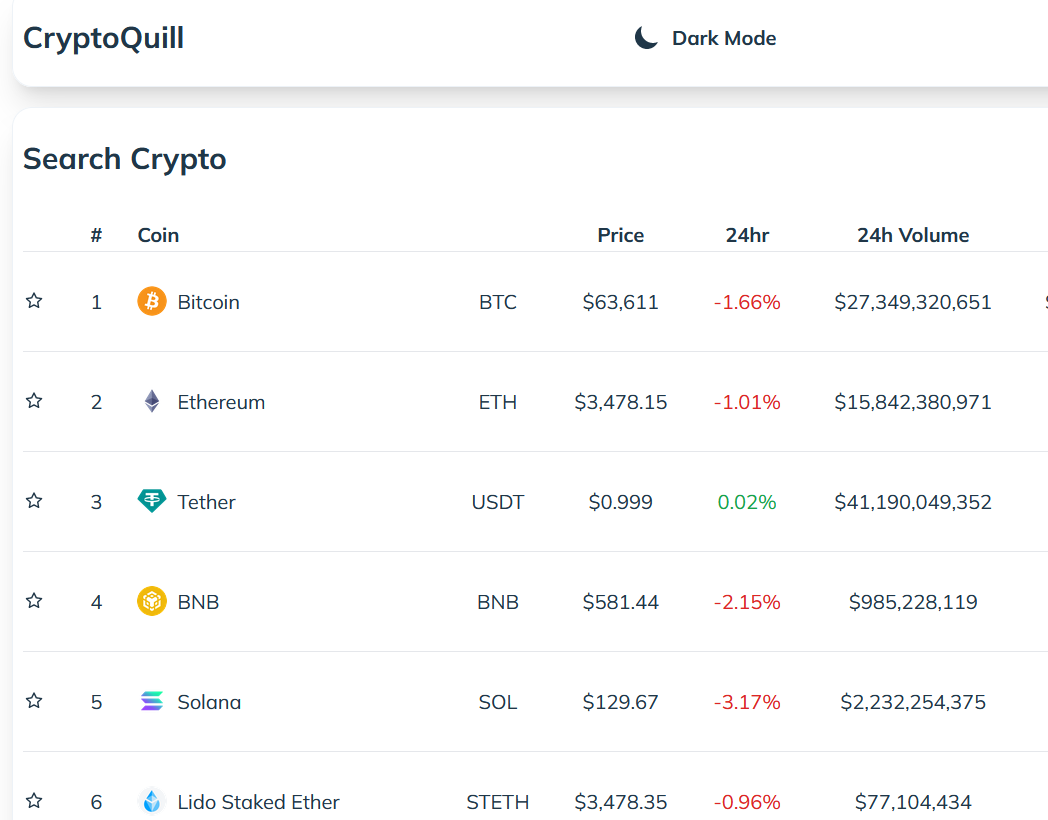 CryptoQuill Dark Mode
Search Crypto
# Coin Price 24hr 24h Volume
1 Bitcoin BTC $63,611 -1.66% $27,349,320,651
2 Ethereum ETH $3,478.15 -1.01% $15,842,380,971
3 Tether USDT $0.999 0.02% $41,190,049,352
4 BNB BNB $581.44 -2.15% $985,228,119
5 Solana SOL $129.67 -3.17% $2,232,254,375
6 Lido Staked Ether STETH $3,478.35 -0.96% $77,104,434